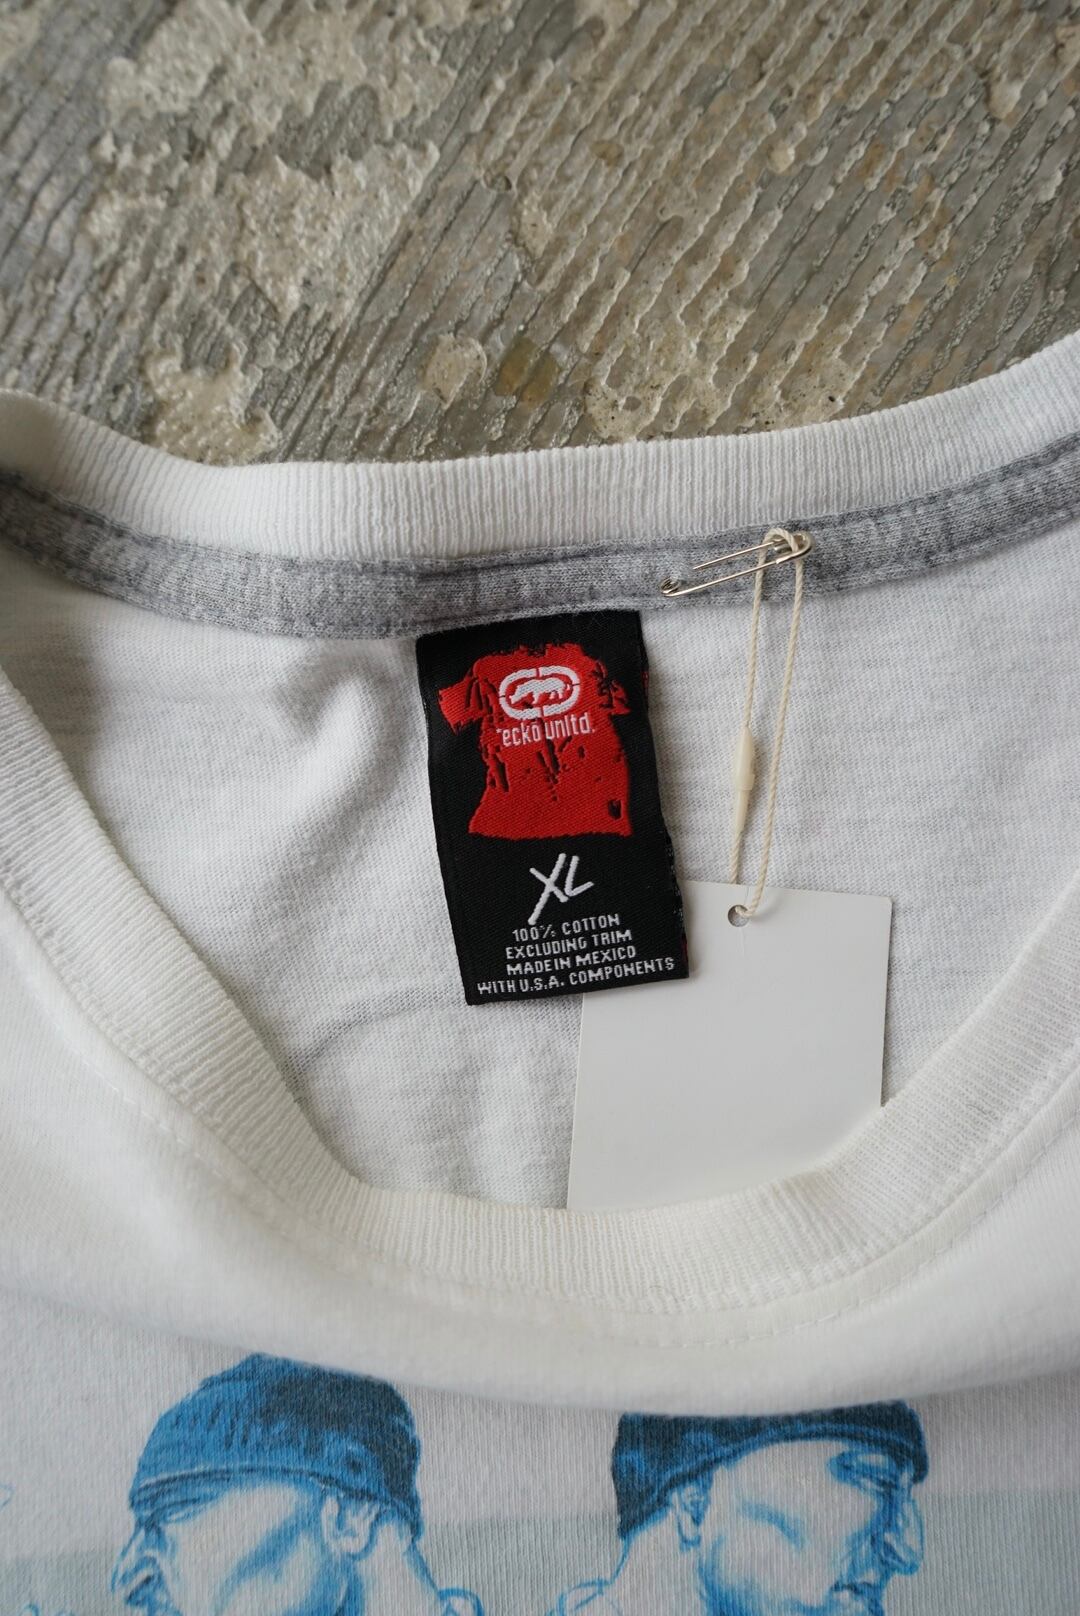 *ecko unltd.
XL
100% COTTON
EXCLUDING TRIM
MADE IN MEXICO
WITH U.S.A. COMPONENTS